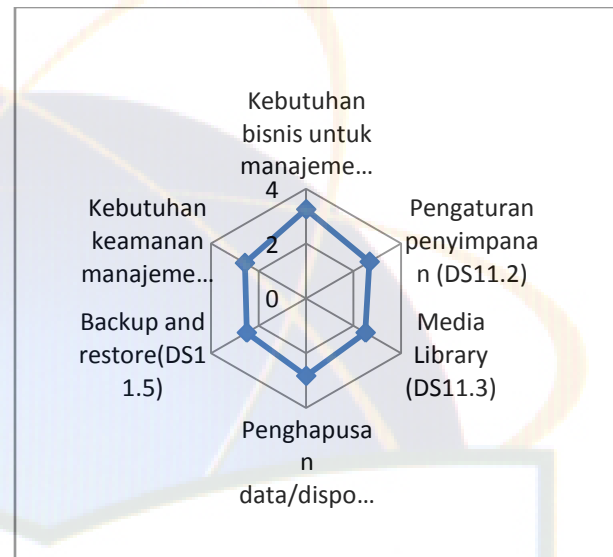 Kebutuhan
bisnis untuk
manajeme...
4
2
0
Pengaturan
penyimpana
n (DS11.2)
Media
Library
(DS11.3)
Penghapusa
n
data/dispo...
Backup and
restore(DS1
1.5)
Kebutuhan
keamanan
manajeme...